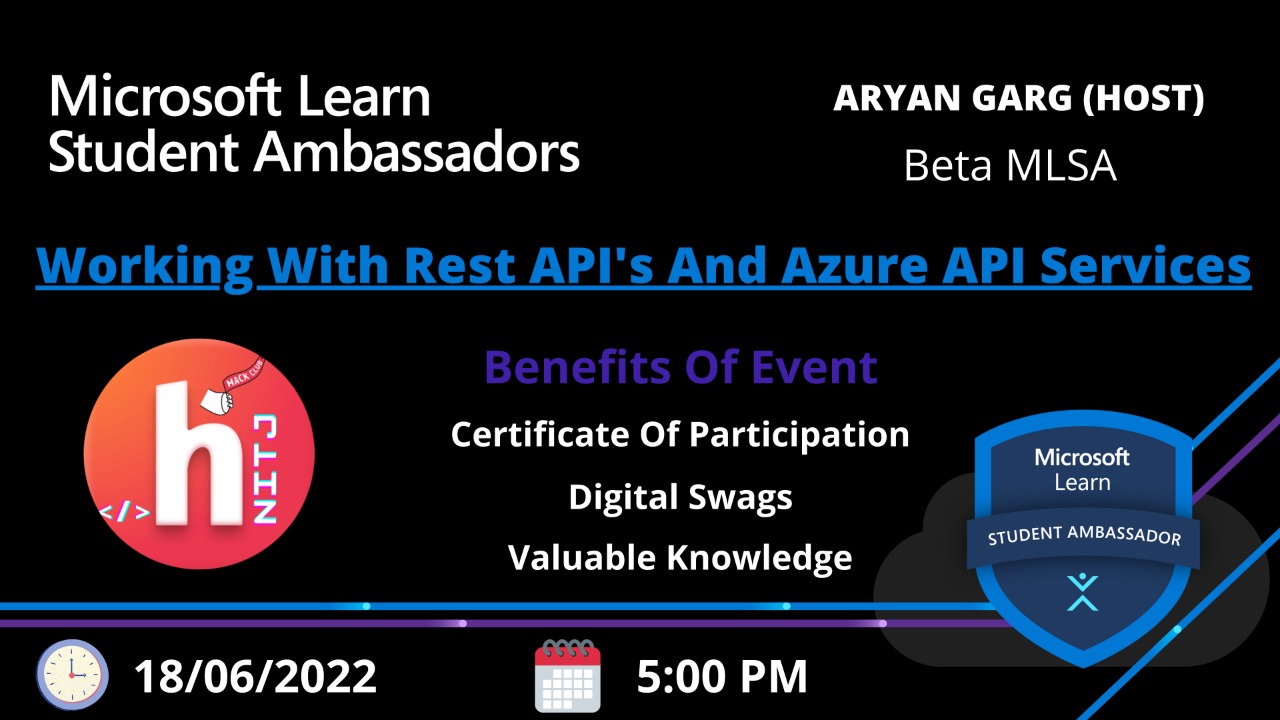 Microsoft Learn
Student Ambassadors
ARYAN GARG (HOST)
Beta MLSA
Working With Rest API's And Azure API Services
HACK CLUB
h
NITJ
</>
Benefits Of Event
Certificate Of Participation
Digital Swags
Valuable Knowledge
Microsoft
Learn
STUDENT AMBASSADOR
18/06/2022
5:00 PM